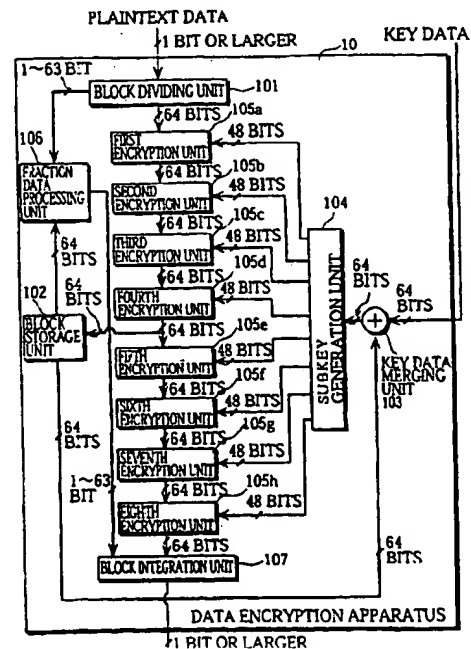 PLAINTEXT DATA
1 BIT OR LARGER
10
KEY DATA
1~63 BIT
BLOCK DIVIDING UNIT
101
64 BITS
105a
106
FIRST
ENCRYPTION UNIT
48 BITS
64 BITS
105b
FRACTION
DATA
PROCESSING
UNIT
SECOND
ENCRYPTION UNIT
48 BITS
64 BITS
105c
104
THIRD
ENCRYPTION UNIT
48 BITS
64 BITS
105d
64
BITS
102
64
BITS
FOURTH
ENCRYPTION UNIT
48 BITS
64 BITS
BLOCK
STORAGE
UNIT
105e
FIFTH
ENCRYPTION UNIT
48 BITS
64 BITS
105f
SUBKEY
GENERATION UNIT
64
BITS
64
BITS
KEY DATA
MERGING
UNIT
103
SIXTH
ENCRYPTION UNIT
48 BITS
64 BITS
105g
64
BITS
SEVENTH
ENCRYPTION UNIT
48 BITS
64 BITS
105h
1~63
BIT
EIGHTH
ENCRYPTION UNIT
48 BITS
64 BITS
107
64
BITS
BLOCK INTEGRATION UNIT
DATA ENCRYPTION APPARATUS
1 BIT OR LARGER